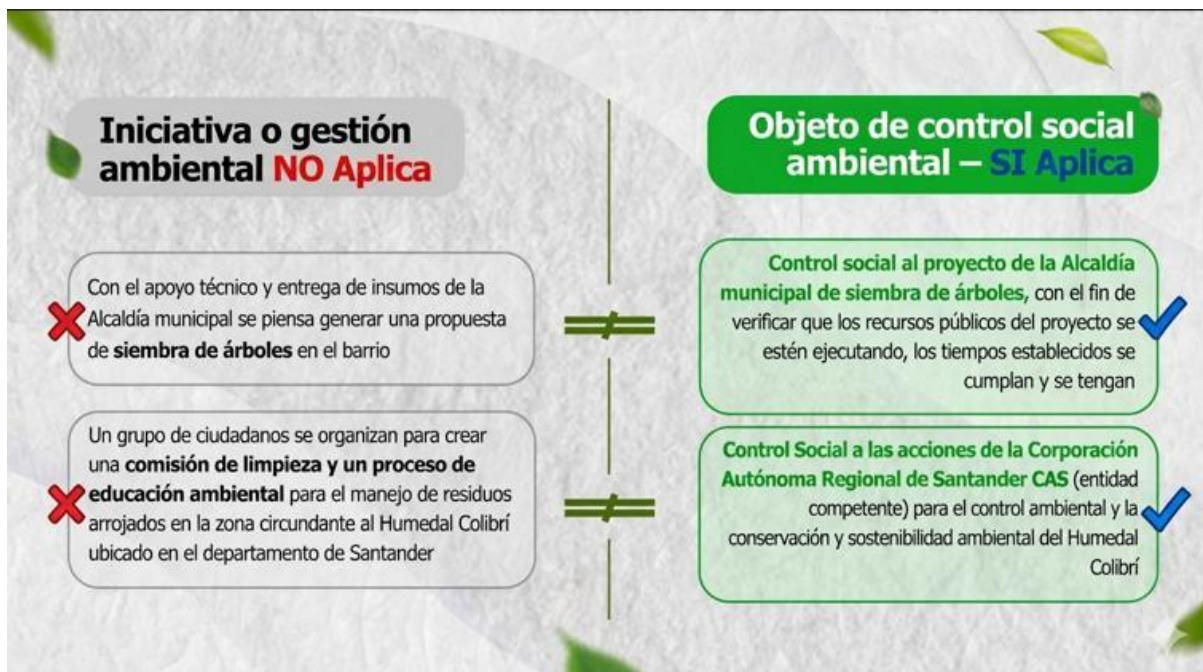 Iniciativa o gestión
ambiental NO Aplica
Con el apoyo técnico y entrega de insumos de la
Alcaldía municipal se piensa generar una propuesta
de siembra de árboles en el barrio
Un grupo de ciudadanos se organizan para crear
una comisión de limpieza y un proceso de
educación ambiental para el manejo de residuos
arrojados en la zona circundante al Humedal Colibrí
ubicado en el departamento de Santander
Objeto de control social
ambiental – SI Aplica
Control social al proyecto de la Alcaldía
municipal de siembra de árboles, con el fin de
verificar que los recursos públicos del proyecto se
estén ejecutando, los tiempos establecidos se
cumplan y se tengan
Control Social a las acciones de la Corporación
Autónoma Regional de Santander CAS (entidad
competente) para el control ambiental y la
conservación y sostenibilidad ambiental del Humedal
Colibrí